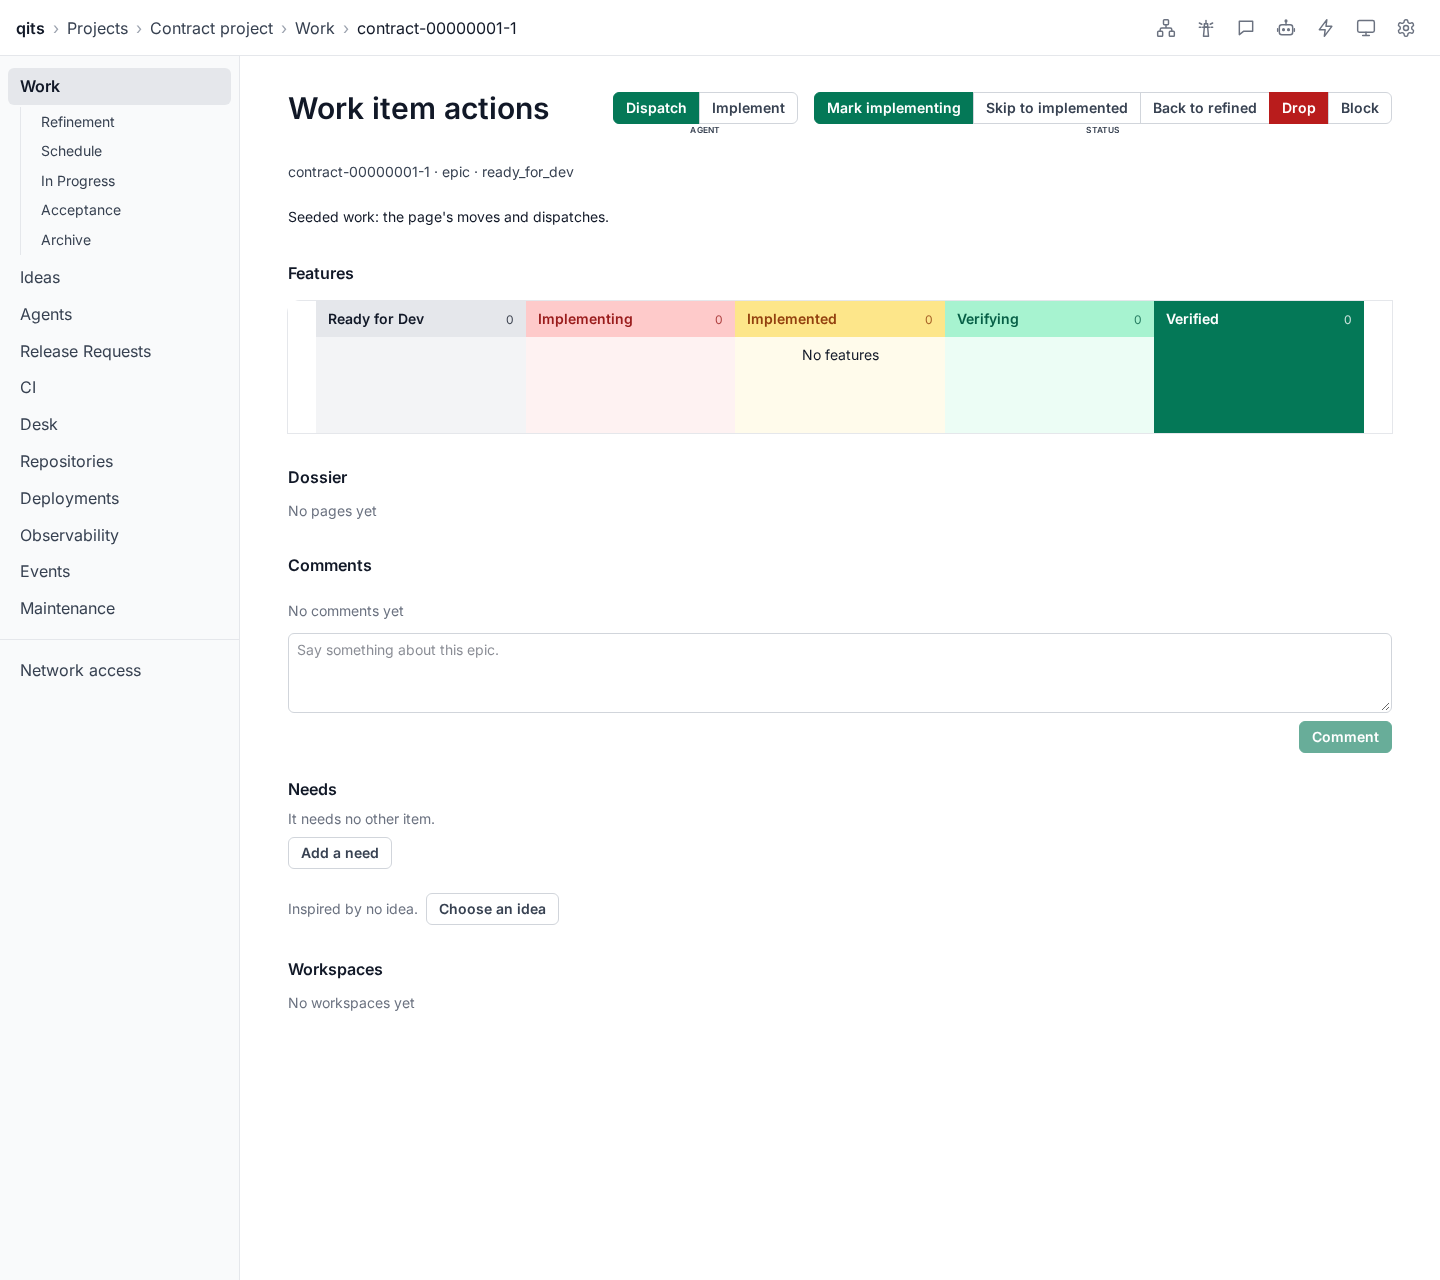 qits › Projects › Contract project › Work › contract-00000001-1
Work
Refinement
Schedule
In Progress
Acceptance
Archive
Ideas
Agents
Release Requests
CI
Desk
Repositories
Deployments
Observability
Events
Maintenance
Network access
Work item actions
Dispatch Implement
AGENT
Mark implementing Skip to implemented Back to refined Drop Block
STATUS
contract-00000001-1 · epic · ready_for_dev
Seeded work: the page's moves and dispatches.
Features
Ready for Dev 0 Implementing 0 Implemented 0 Verifying 0 Verified 0
No features
Dossier
No pages yet
Comments
No comments yet
Say something about this epic.
Comment
Needs
It needs no other item.
Add a need
Inspired by no idea. Choose an idea
Workspaces
No workspaces yet